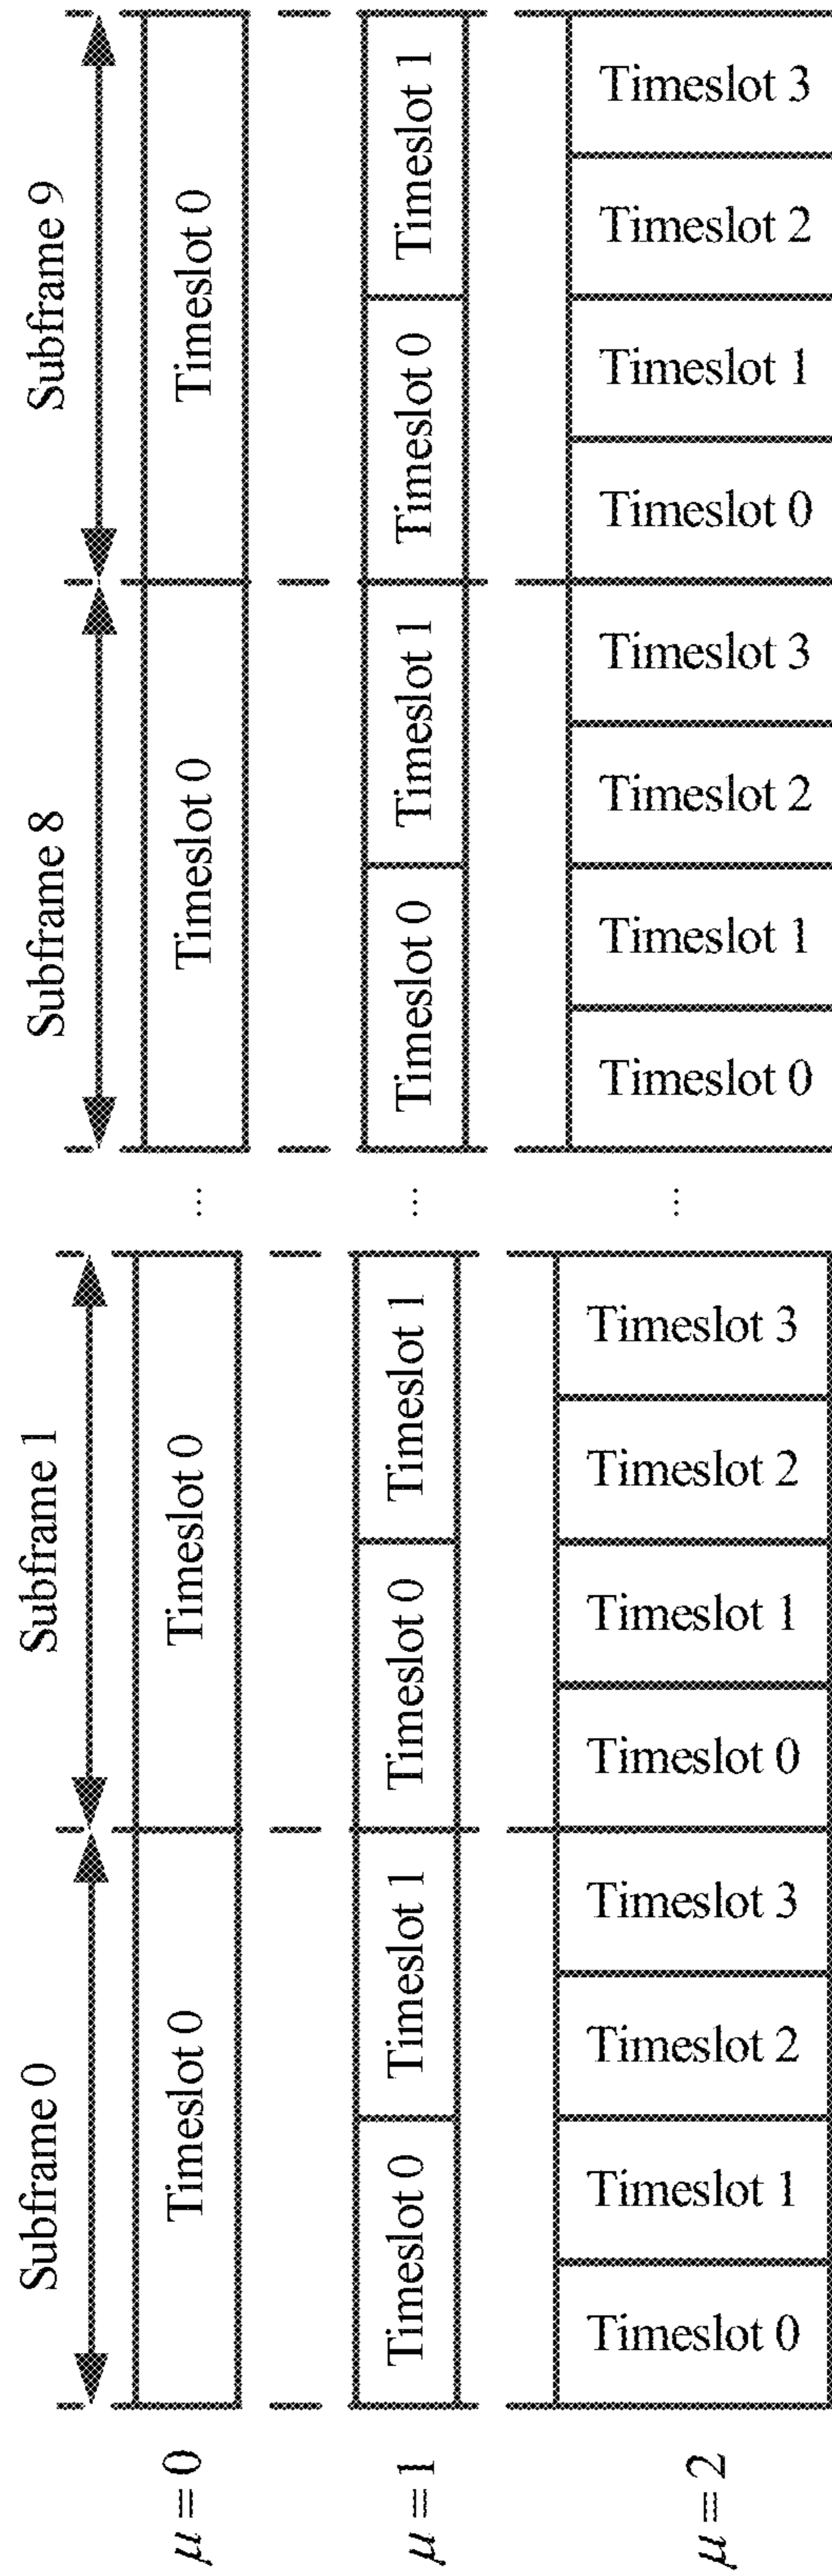 Subframe 0
Subframe 1
Subframe 8
Subframe 9
μ = 0
Timeslot 0
Timeslot 0
...
Timeslot 0
Timeslot 0
μ = 1
Timeslot 0
Timeslot 1
Timeslot 0
Timeslot 1
...
Timeslot 0
Timeslot 1
Timeslot 0
Timeslot 1
μ = 2
Timeslot 0
Timeslot 1
Timeslot 2
Timeslot 3
Timeslot 0
Timeslot 1
Timeslot 2
Timeslot 3
...
Timeslot 0
Timeslot 1
Timeslot 2
Timeslot 3
Timeslot 0
Timeslot 1
Timeslot 2
Timeslot 3